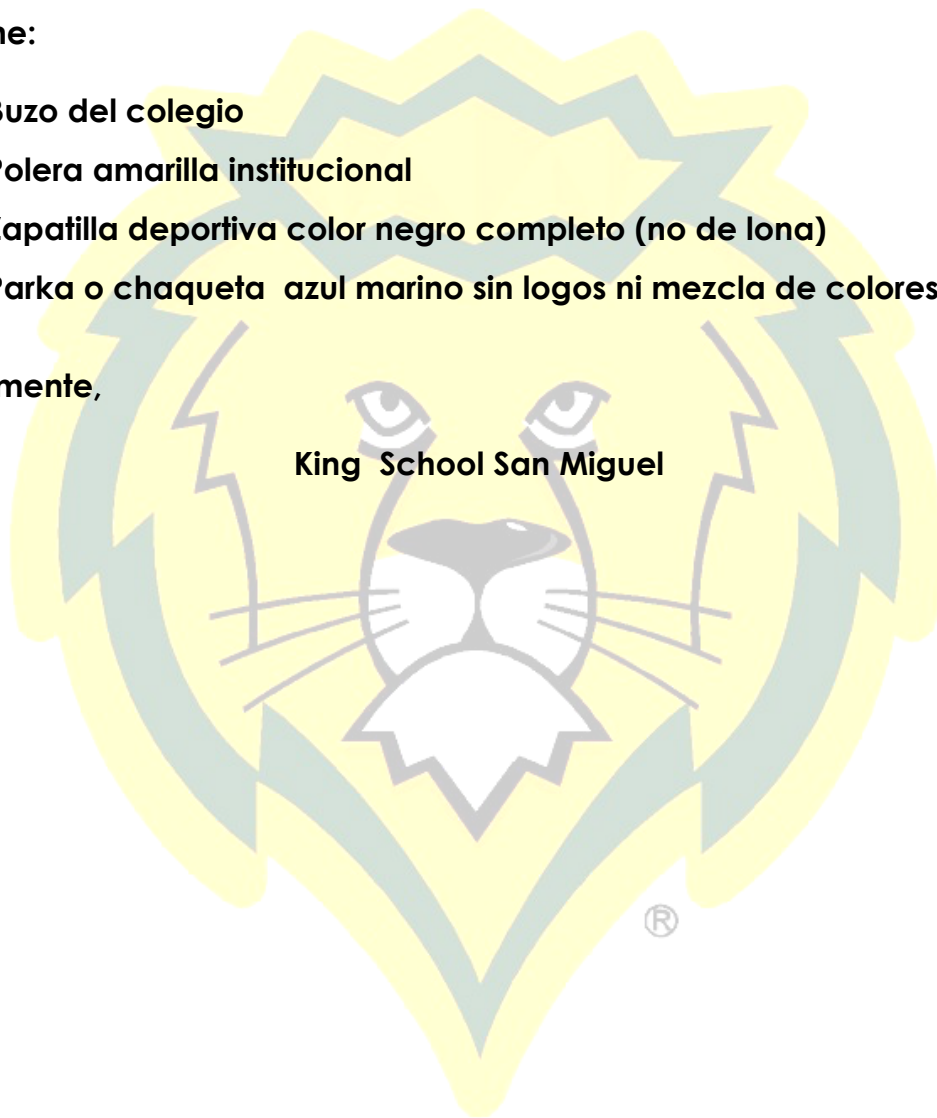 me:
Buzo del colegio
Polera amarilla institucional
Zapatilla deportiva color negro completo (no de lona)
Parka o chaqueta azul marino sin logos ni mezcla de colores
mente,
King School San Miguel
®